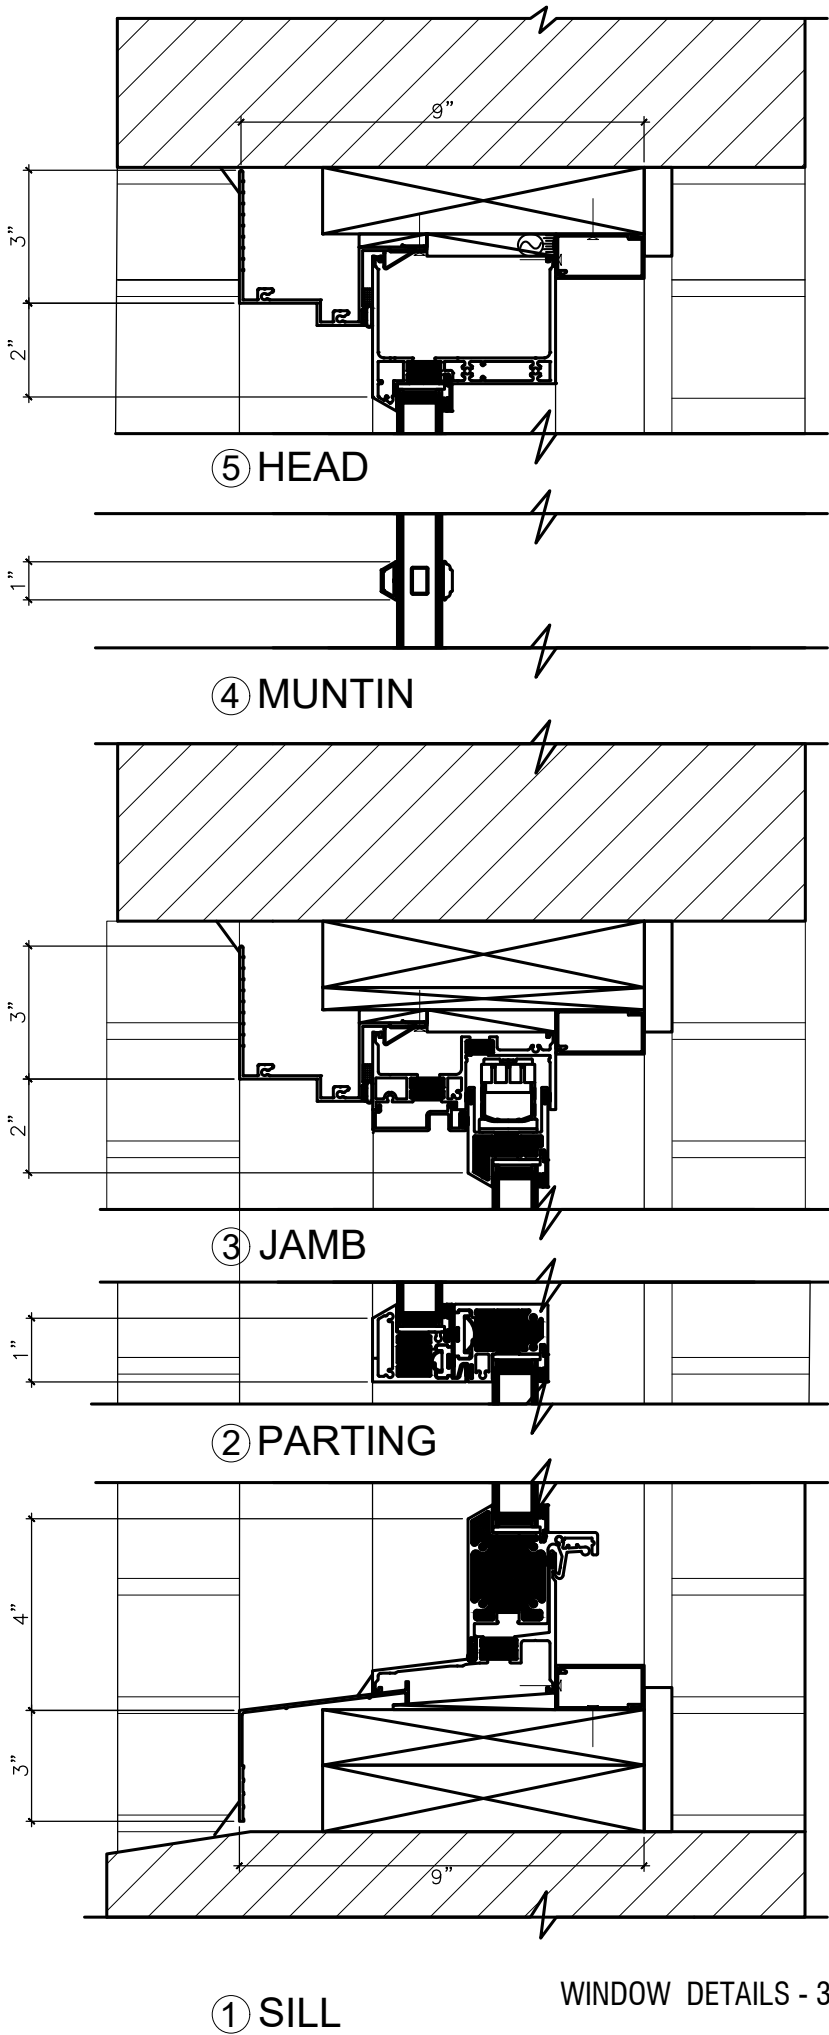 9”
3”
2”
5 HEAD
1”
4 MUNTIN
3”
2”
3 JAMB
1”
2 PARTING
4”
3”
9”
WINDOW DETAILS - 3
1 SILL